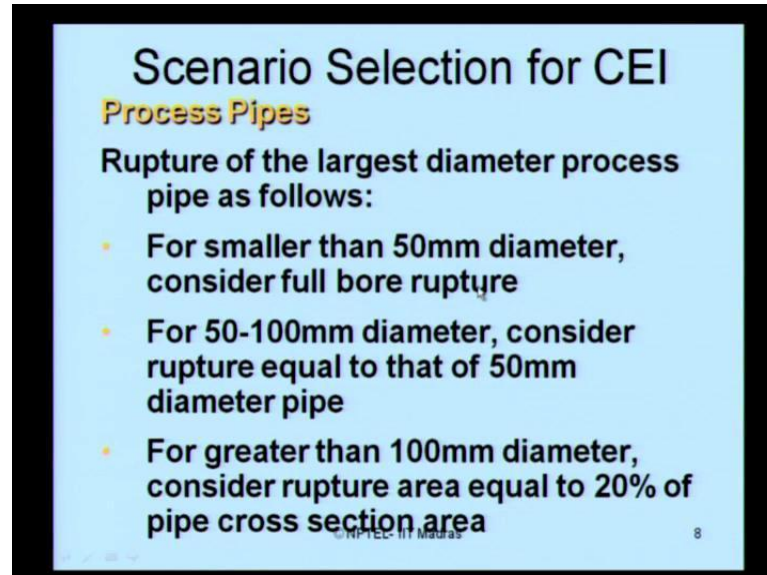 Scenario Selection for CEI
Process Pipes
Rupture of the largest diameter process
pipe as follows:
• For smaller than 50mm diameter,
consider full bore rupture
• For 50-100mm diameter, consider
rupture equal to that of 50mm
diameter pipe
• For greater than 100mm diameter,
consider rupture area equal to 20% of
pipe cross section area
© NPTEL- IIT Madras
8